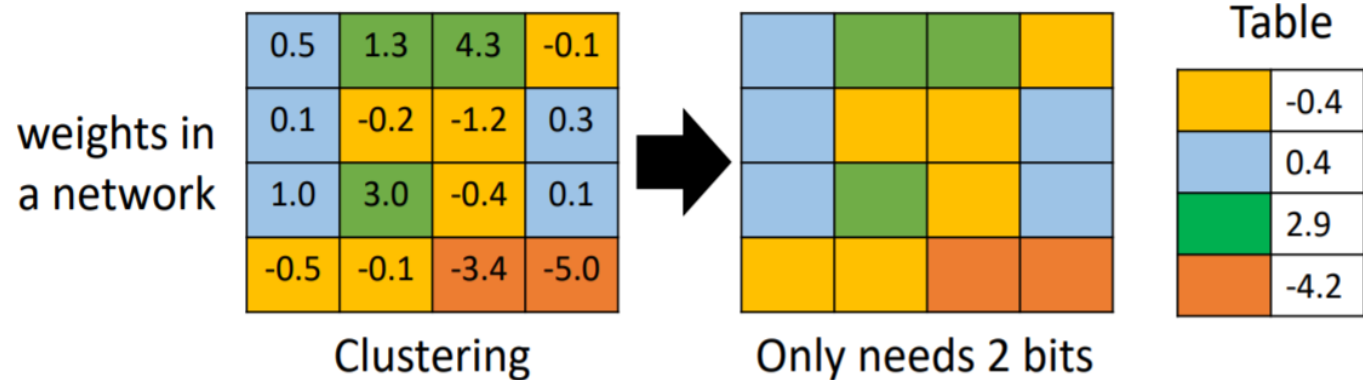 Table
0.5 1.3 4.3 -0.1
0.1 -0.2 -1.2 0.3
1.0 3.0 -0.4 0.1
-0.5 -0.1 -3.4 -5.0
weights in
a network
-0.4
0.4
2.9
-4.2
Clustering
Only needs 2 bits